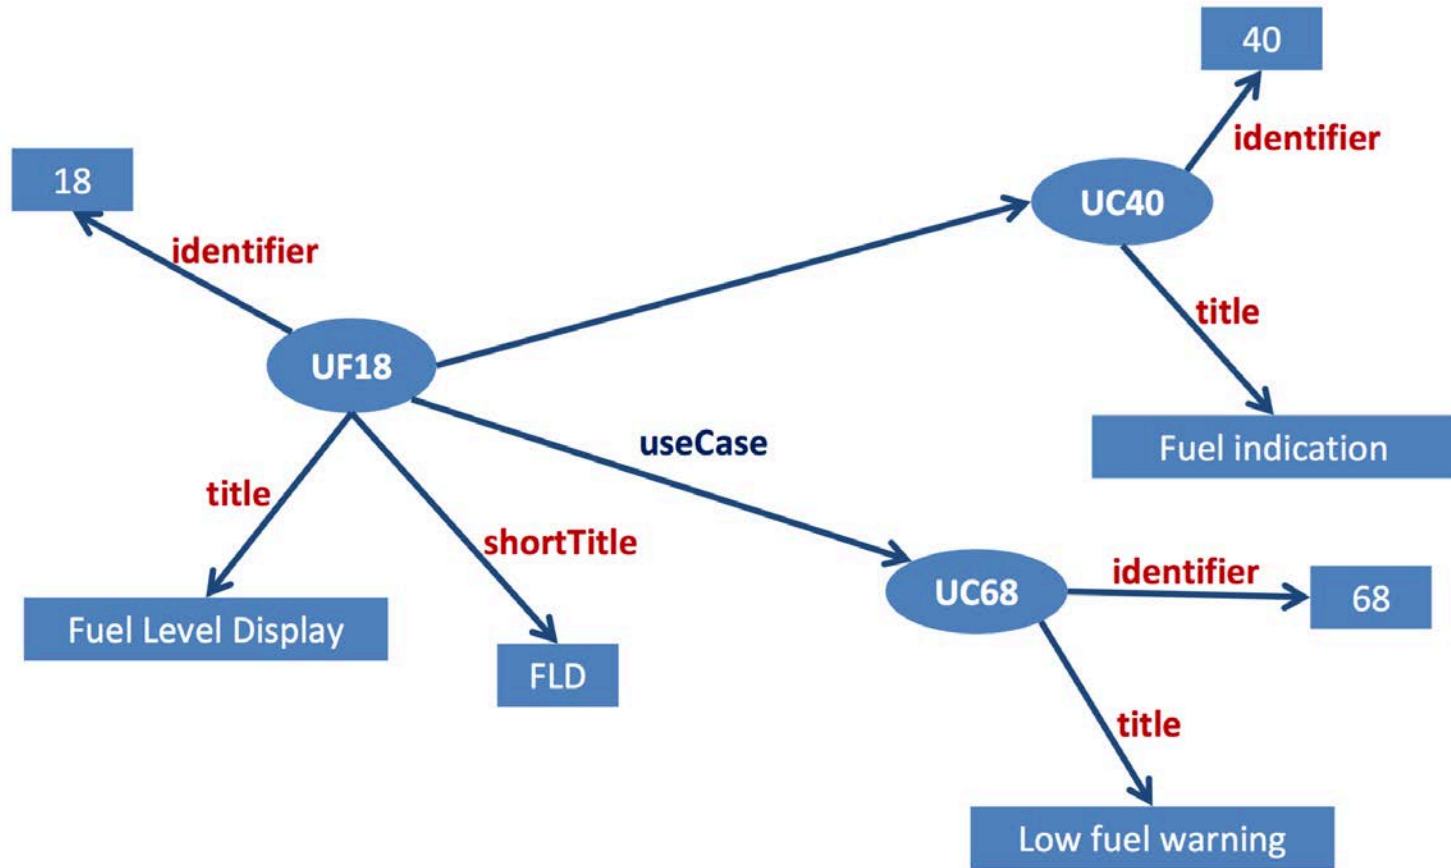 40
identifier
18
UC40
identifier
title
UF18
Fuel indication
useCase
title
shortTitle
identifier
UC68
68
Fuel Level Display
FLD
title
Low fuel warning